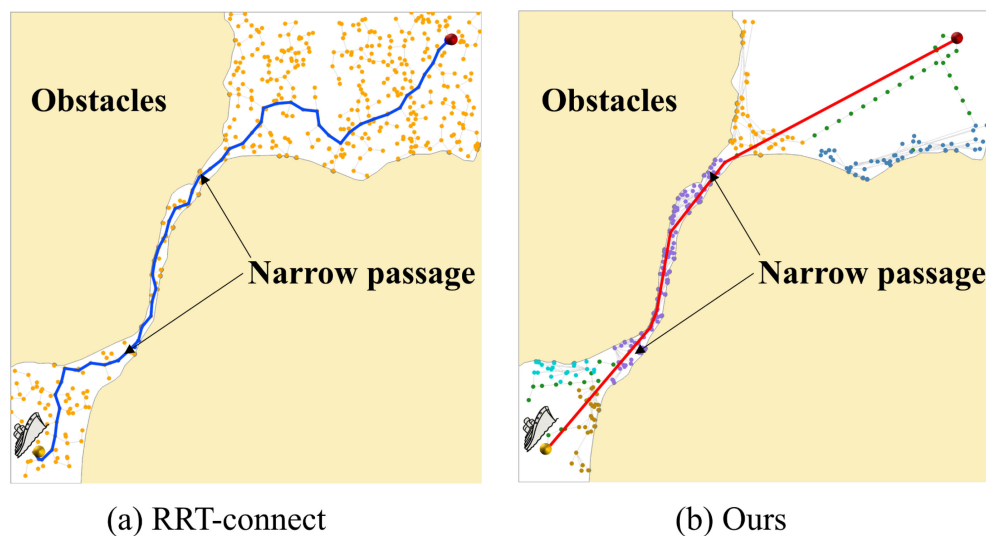 Obstacles
Narrow passage
(a) RRT-connect
Obstacles
Narrow passage
(b) Ours